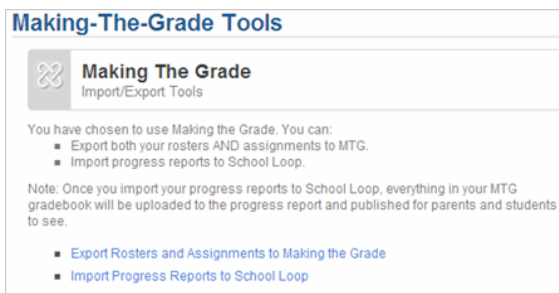 Making-The-Grade Tools
Making The Grade
Import/Export Tools
You have chosen to use Making the Grade. You can:
Export both your rosters AND assignments to MTG.
Import progress reports to School Loop.
Note: Once you import your progress reports to School Loop, everything in your MTG
gradebook will be uploaded to the progress report and published for parents and students
to see.
Export Rosters and Assignments to Making the Grade
Import Progress Reports to School Loop